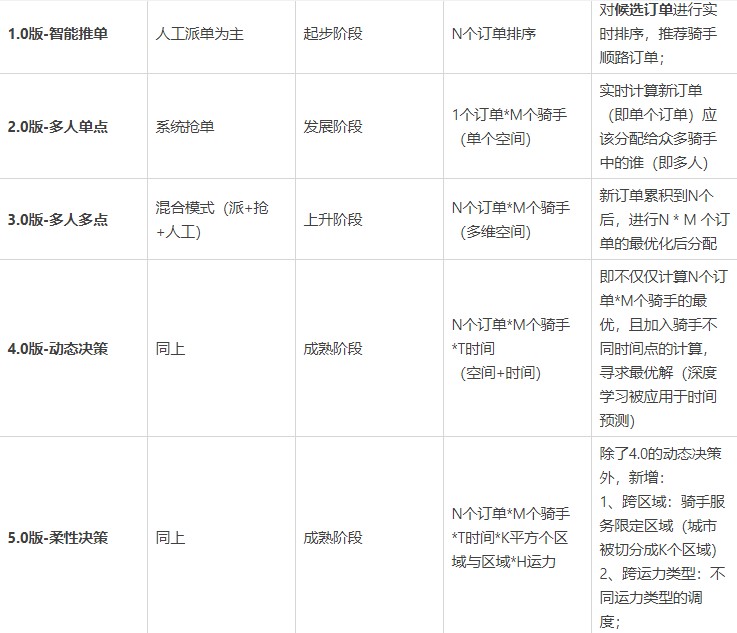 对候选订单进行实
时排序，推荐骑手
顺路订单；
1.0版-智能推单
人工派单为主
起步阶段
N个订单排序
2.0版-多人单点
系统抢单
发展阶段
1个订单*M个骑手
（单个空间）
实时计算新订单
（即单个订单）应
该分配给众多骑手
中的谁（即多人）
3.0版-多人多点
混合模式（派+抢
+人工）
上升阶段
N个订单*M个骑手
（多维空间）
新订单累积到N个
后，进行N * M 个订
单的最优化后分配
4.0版-动态决策
同上
成熟阶段
N个订单*M个骑手
*T时间
（空间+时间）
即不仅仅计算N个订
单*M个骑手的最
优，且加入骑手不
同时间点的计算，
寻求最优解（深度
学习被应用于时间
预测）
5.0版-柔性决策
同上
成熟阶段
N个订单*M个骑手
*T时间*K平方个区
域与区域*H运力
除了4.0的动态决策
外，新增：
1、跨区域：骑手服
务限定区域（城市
被切分成K个区域）
2、跨运力类型：不
同运力类型的调
度；